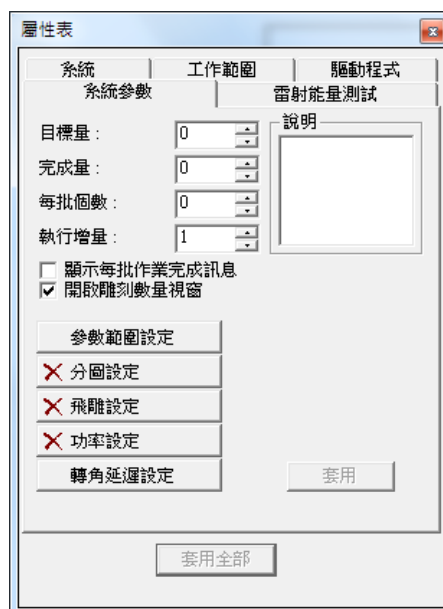 屬性表
系統 工作範圍 驅動程式
系統參數 雷射能量測試
目標量： 0 說明
完成量： 0
每批個數： 0
執行增量： 1
顯示每批作業完成訊息
開啟雕刻數量視窗
參數範圍設定
分圖設定
飛雕設定
功率設定
轉角延遲設定 套用
套用全部